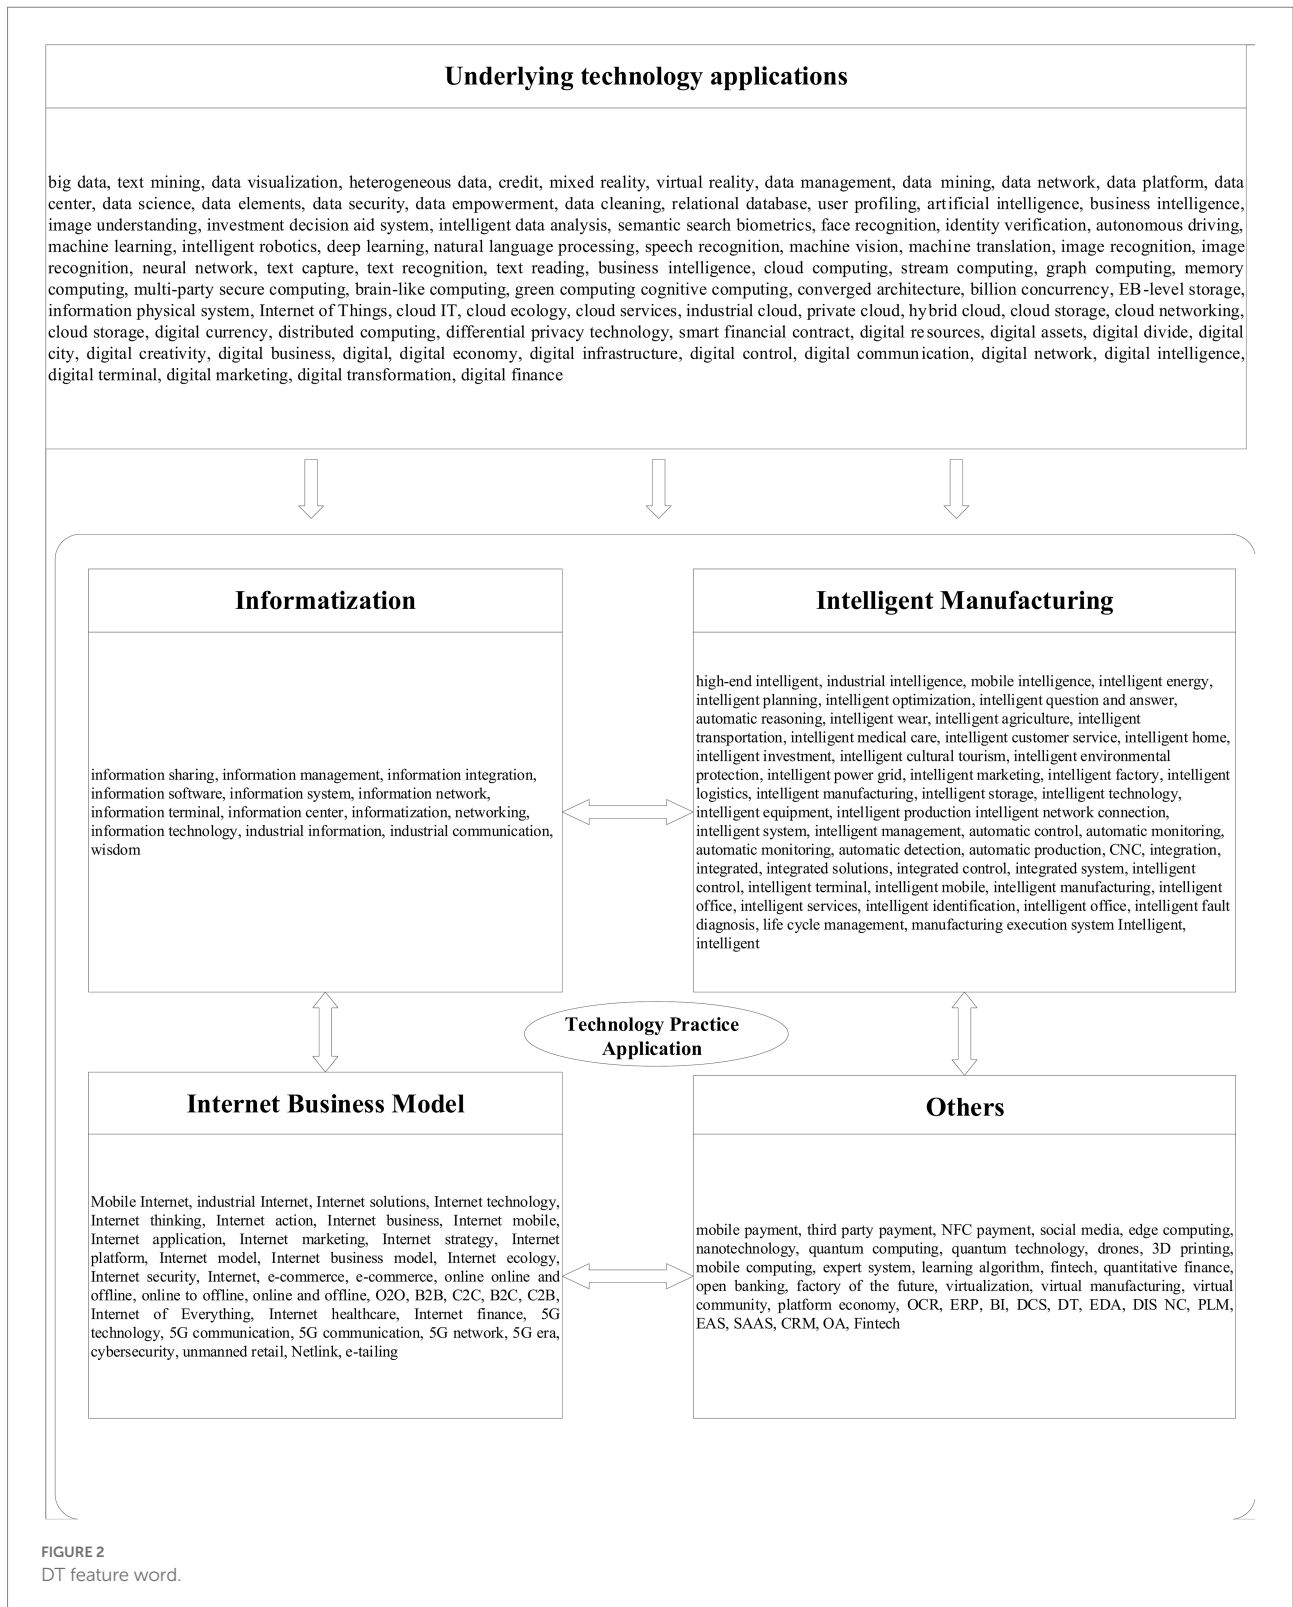 Underlying technology applications
big data, text mining, data visualization, heterogeneous data, credit, mixed reality, virtual reality, data management, data mining, data network, data platform, data
center, data science, data elements, data security, data empowerment, data cleaning, relational database, user profiling, artificial intelligence, business intelligence,
image understanding, investment decision aid system, intelligent data analysis, semantic search biometrics, face recognition, identity verification, autonomous driving,
machine learning, intelligent robotics, deep learning, natural language processing, speech recognition, machine vision, machine translation, image recognition, image
recognition, neural network, text capture, text recognition, text reading, business intelligence, cloud computing, stream computing, graph computing, memory
computing, multi-party secure computing, brain-like computing, green computing cognitive computing, converged architecture, billion concurrency, EB-level storage,
information physical system, Internet of Things, cloud IT, cloud ecology, cloud services, industrial cloud, private cloud, hybrid cloud, cloud storage, cloud networking,
cloud storage, digital currency, distributed computing, differential privacy technology, smart financial contract, digital resources, digital assets, digital divide, digital
city, digital creativity, digital business, digital, digital economy, digital infrastructure, digital control, digital communication, digital network, digital intelligence,
digital terminal, digital marketing, digital transformation, digital finance
Informatization
information sharing, information management, information integration,
information software, information system, information network,
information terminal, information center, informatization, networking,
information technology, industrial information, industrial communication,
wisdom
Intelligent Manufacturing
high-end intelligent, industrial intelligence, mobile intelligence, intelligent energy,
intelligent planning, intelligent optimization, intelligent question and answer,
automatic reasoning, intelligent wear, intelligent agriculture, intelligent
transportation, intelligent medical care, intelligent customer service, intelligent home,
intelligent investment, intelligent cultural tourism, intelligent environmental
protection, intelligent power grid, intelligent marketing, intelligent factory, intelligent
logistics, intelligent manufacturing, intelligent storage, intelligent technology,
intelligent equipment, intelligent production intelligent network connection,
intelligent system, intelligent management, automatic control, automatic monitoring,
automatic monitoring, automatic detection, automatic production, CNC, integration,
integrated, integrated solutions, integrated control, integrated system, intelligent
control, intelligent terminal, intelligent mobile, intelligent manufacturing, intelligent
office, intelligent services, intelligent identification, intelligent office, intelligent fault
diagnosis, life cycle management, manufacturing execution system Intelligent,
intelligent
Technology Practice
Application
Internet Business Model
Mobile Internet, industrial Internet, Internet solutions, Internet technology,
Internet thinking, Internet action, Internet business, Internet mobile,
Internet application, Internet marketing, Internet strategy, Internet
platform, Internet model, Internet business model, Internet ecology,
Internet security, Internet, e-commerce, e-commerce, online online and
offline, online to offline, online and offline, O2O, B2B, C2C, B2C, C2B,
Internet of Everything, Internet healthcare, Internet finance, 5G
technology, 5G communication, 5G communication, 5G network, 5G era,
cybersecurity, unmanned retail, Netlink, e-tailing
Others
mobile payment, third party payment, NFC payment, social media, edge computing,
nanotechnology, quantum computing, quantum technology, drones, 3D printing,
mobile computing, expert system, learning algorithm, fintech, quantitative finance,
open banking, factory of the future, virtualization, virtual manufacturing, virtual
community, platform economy, OCR, ERP, BI, DCS, DT, EDA, DIS NC, PLM,
EAS, SAAS, CRM, OA, Fintech
FIGURE 2
DT feature word.